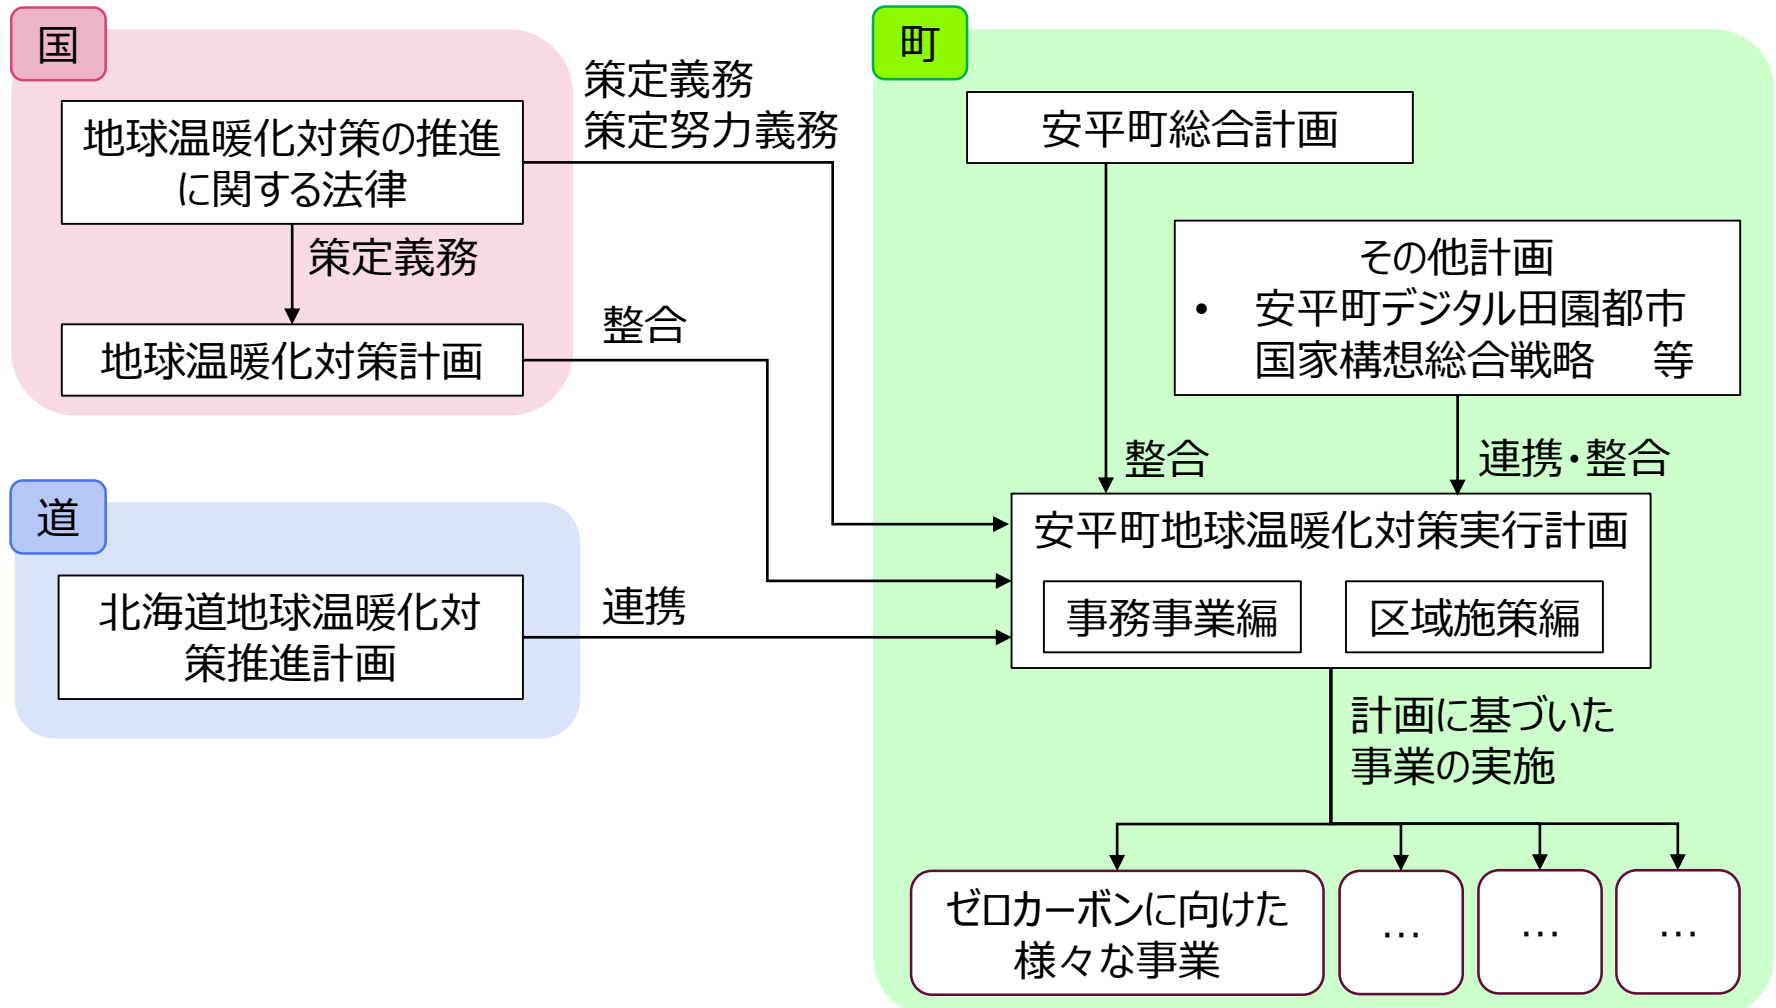 国
地球温暖化対策の推進
に関する法律
策定義務
地球温暖化対策計画
策定義務
策定努力義務
整合
道
北海道地球温暖化対
策推進計画
連携
町
安平町総合計画
その他計画
• 安平町デジタル田園都市
国家構想総合戦略 等
整合
連携・整合
安平町地球温暖化対策実行計画
事務事業編
区域施策編
計画に基づいた
事業の実施
ゼロカーボンに向けた
様々な事業
…
…
…